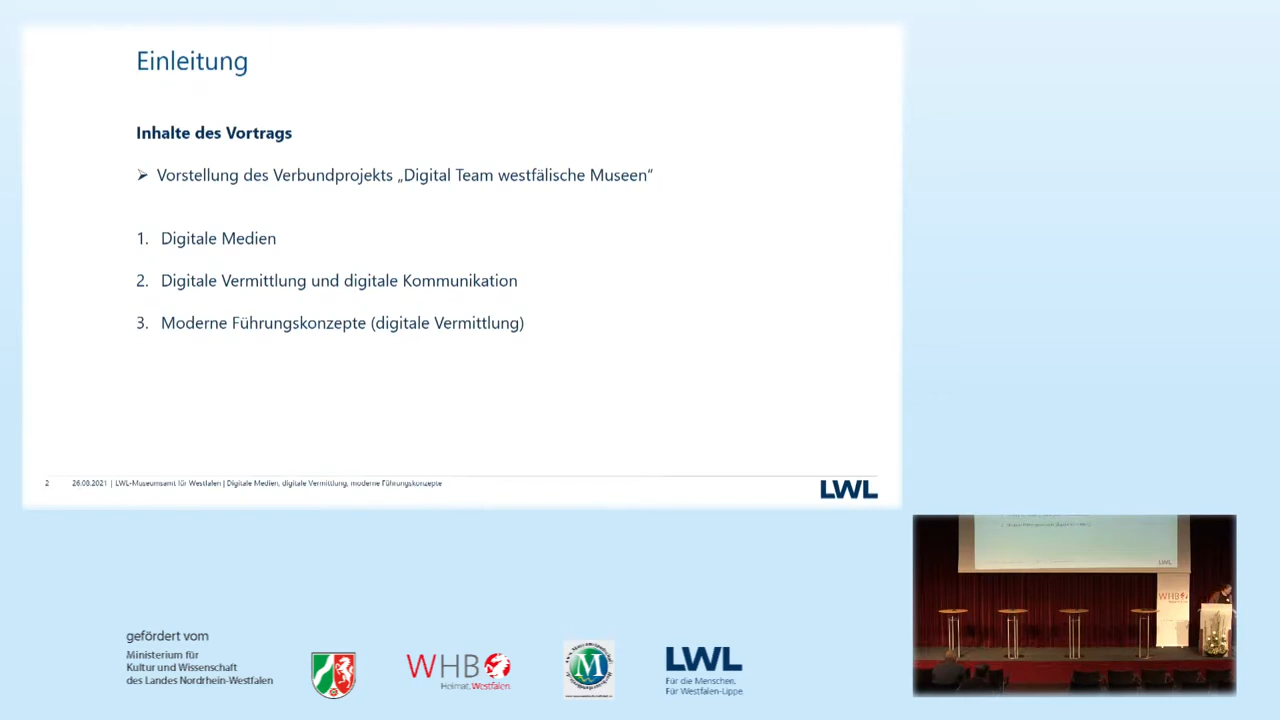 Einleitung
Inhalte des Vortrags
➢ Vorstellung des Verbundprojekts „Digital Team westfälische Museen“
1. Digitale Medien
2. Digitale Vermittlung und digitale Kommunikation
3. Moderne Führungskonzepte (digitale Vermittlung)
2 26.08.2021 | LWL-Museumsamt für Westfalen | Digitale Medien, digitale Vermittlung, moderne Führungskonzepte
LWL
LWL
WHB
gefördert vom
Ministerium für
Kultur und Wissenschaft
des Landes Nordrhein-Westfalen
WHB
Heimat.Westfalen.
M
LWL
Für die Menschen.
Für Westfalen-Lippe.